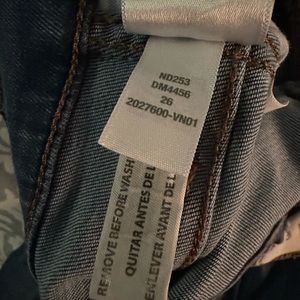 ND253
DM4456
26
2027600-VN01
REMOVE BEFORE WASH
QUITAR ANTES DE L
ENLEVER AVANT DE L